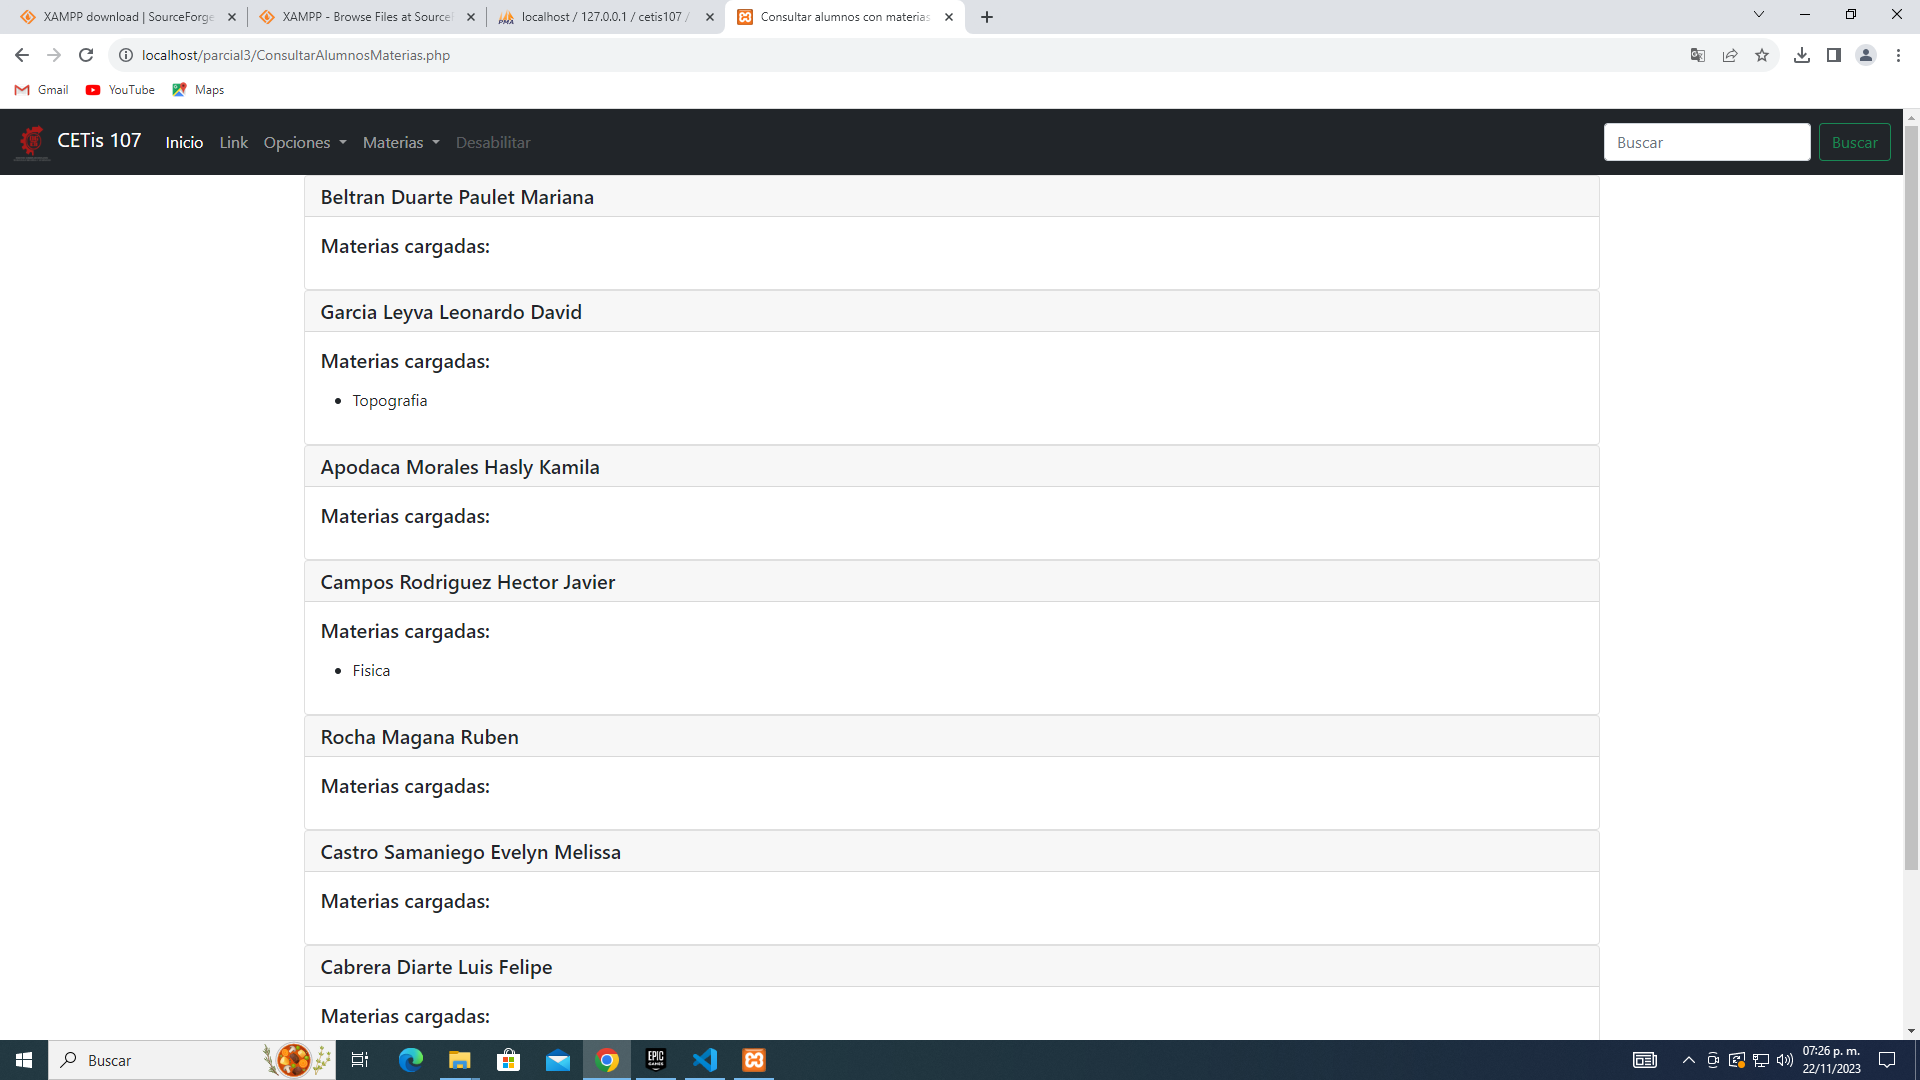 XAMPP download | SourceForge
XAMPP - Browse Files at Source
localhost / 127.0.0.1 / cetis107 /
Consultar alumnos con materias
localhost/parcial3/ConsultarAlumnosMaterias.php
Gmail YouTube Maps
CETis 107 Inicio Link Opciones Materias Desabilitar Buscar Buscar
Beltran Duarte Paulet Mariana
Materias cargadas:
Garcia Leyva Leonardo David
Materias cargadas:
• Topografia
Apodaca Morales Hasly Kamila
Materias cargadas:
Campos Rodriguez Hector Javier
Materias cargadas:
• Fisica
Rocha Magana Ruben
Materias cargadas:
Castro Samaniego Evelyn Melissa
Materias cargadas:
Cabrera Diarte Luis Felipe
Materias cargadas:
Buscar
EPIC GAMES
07:26 p. m.
22/11/2023